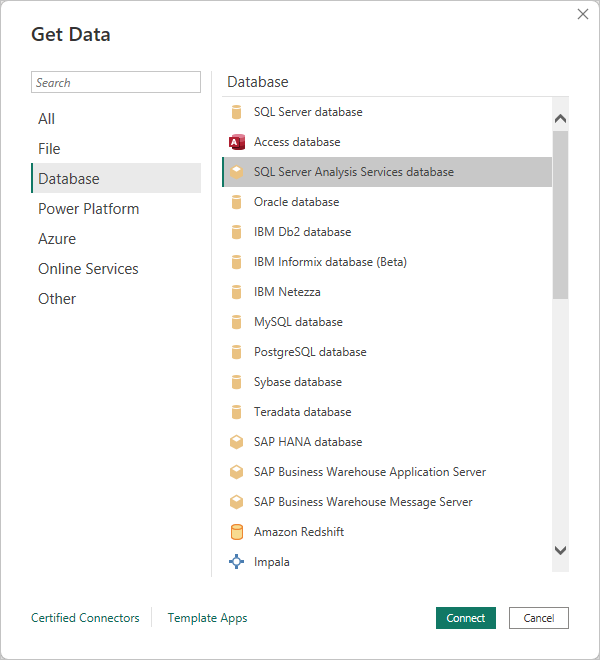 Get Data
Search
All
File
Database
Power Platform
Azure
Online Services
Other
Database
SQL Server database
A
Access database
SQL Server Analysis Services database
Oracle database
IBM Db2 database
IBM Informix database (Beta)
IBM Netezza
MySQL database
PostgreSQL database
Sybase database
Teradata database
SAP HANA database
SAP Business Warehouse Application Server
SAP Business Warehouse Message Server
Amazon Redshift
Impala
Certified Connectors
Template Apps
Connect
Cancel